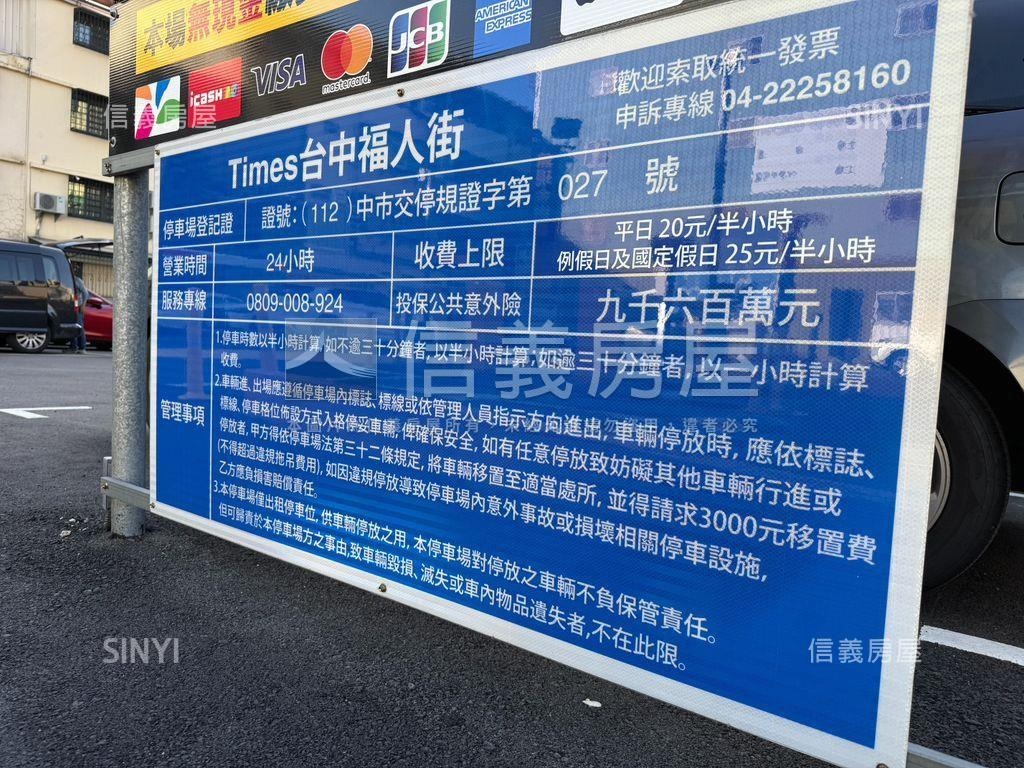 本場無現金
iCASH2.0
VISA
mastercard
JCB
AMERICAN EXPRESS
歡迎索取統一發票
申訴專線 04-22258160
Times台中福人街
停車場登記證
證號:(112 )中市交停規證字第 027 號
營業時間
24小時
收費上限
平日 20元/半小時
例假日及國定假日 25元/半小時
服務專線
0809-008-924
投保公共意外險
九千六百萬元
管理事項
1.停車時數以半小時計算, 如不逾三十分鐘者, 以半小時計算; 如逾三十分鐘者, 以一小時計算
收費。
2.車輛進、出場應遵循停車場內標誌、標線或依管理人員指示方向進出, 車輛停放時, 應依標誌、
標線、停車格位佈設方式入格停妥車輛, 俾確保安全, 如有任意停放致妨礙其他車輛行進或
停放者, 甲方得依停車場法第三十二條規定, 將車輛移置至適當處所, 並得請求3000元移置費
(不得超過違規拖吊費用), 如因違規停放導致停車場內意外事故或損壞相關停車設施,
乙方應負損害賠償責任。
3.本停車場僅出租停車位, 供車輛停放之用, 本停車場對停放之車輛不負保管責任。
但可歸責於本停車場方之事由,致車輛毀損、滅失或車內物品遺失者,不在此限。
信義房屋
SINYI
信義房屋
SINYI
信義房屋